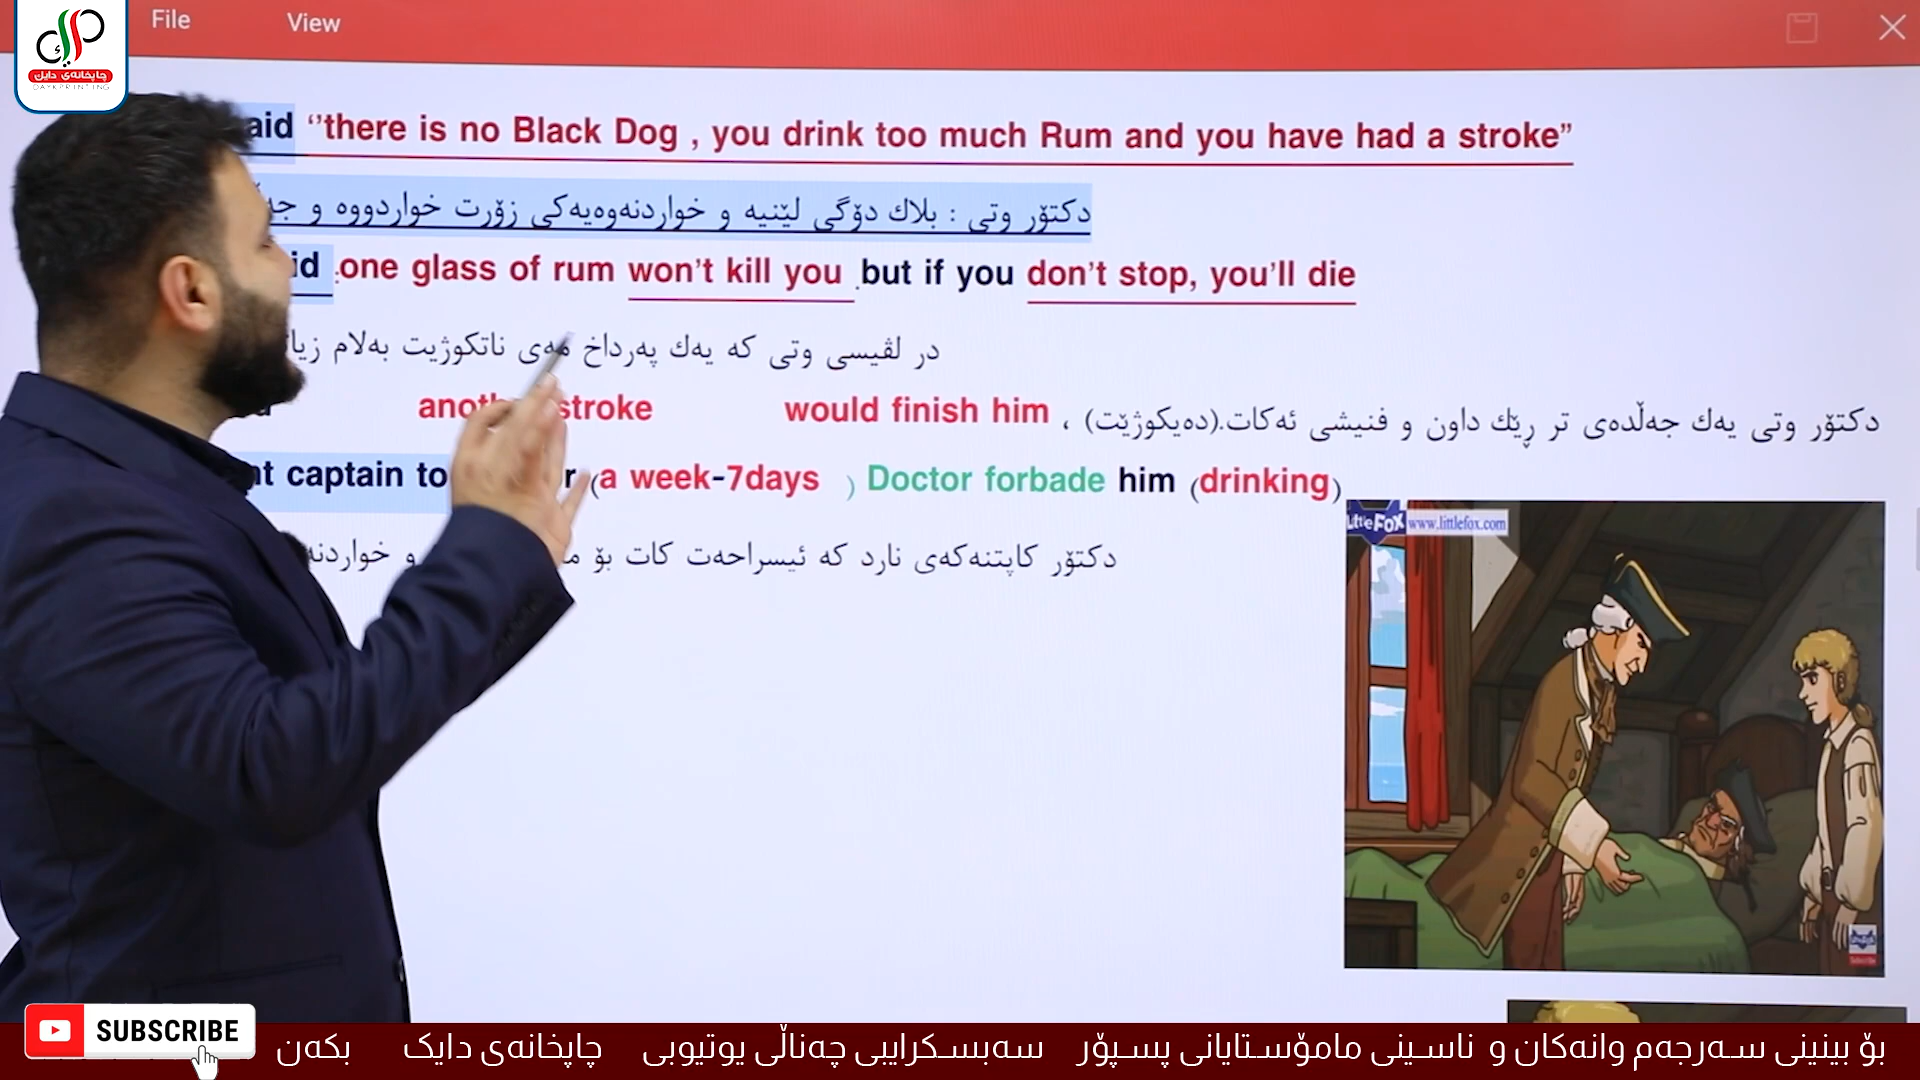 File View
چاپخانەی دایک
DAYKPRINTING
aid ‘’there is no Black Dog , you drink too much Rum and you have had a stroke”
دکتۆر وتی : بلاك دۆگی لێنیە و خواردنەوەیەکی زۆرت خواردووە و
id .one glass of rum won’t kill you .but if you don’t stop, you’ll die
در لڤیسی وتی کە یەك پەرداخ مەی ناتکوژیت بەلام
stroke would finish him ، دکتۆر وتی یەك جەڵدەی تر ڕێك داون و فنیشی ئەکات.(دەیکوژێت)
nt captain to (a week-7days ) Doctor forbade him (drinking)
دکتۆر کاپتنەکەی نارد کە ئیسراحەت کات بۆ و
Little Fox www.littlefox.com
SUBSCRIBE
بۆ بینینی سەرجەم وانەکان و ناسینی مامۆستایانی پسپۆر سەبسکرایبی چەناڵی یوتیوبی چاپخانەی دایک بکەن